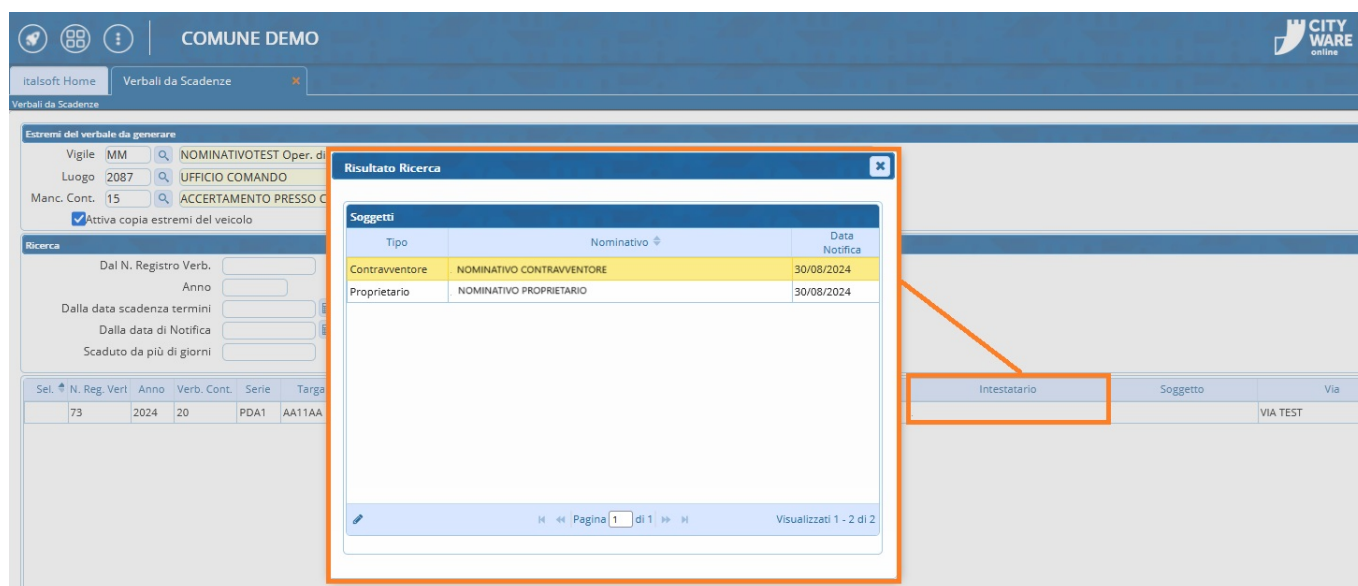 COMUNE DEMO
CITY
WARE
online
italsoft Home
Verbali da Scadenze
Verbali da Scadenze
Estremi del verbale da generare
Vigile MM NOMINATIVOTEST Oper. di
Luogo 2087 UFFICIO COMANDO
Manc. Cont. 15 ACCERTAMENTO PRESSO C
Attiva copia estremi del veicolo
Ricerca
Dal N. Registro Verb.
Anno
Dalla data scadenza termini
Dalla data di Notifica
Scaduto da più di giorni
Risultato Ricerca
Soggetti
Tipo Nominativo Data
Notifica
Contravventore NOMINATIVO CONTRAVVENTORE 30/08/2024
Proprietario NOMINATIVO PROPRIETARIO 30/08/2024
Pagina 1 di 1 Visualizzati 1 - 2 di 2
Sel. N. Reg. Vert Anno Verb. Cont. Serie Targa Intestatario Soggetto Via
73 2024 20 PDA1 AA11AA VIA TEST